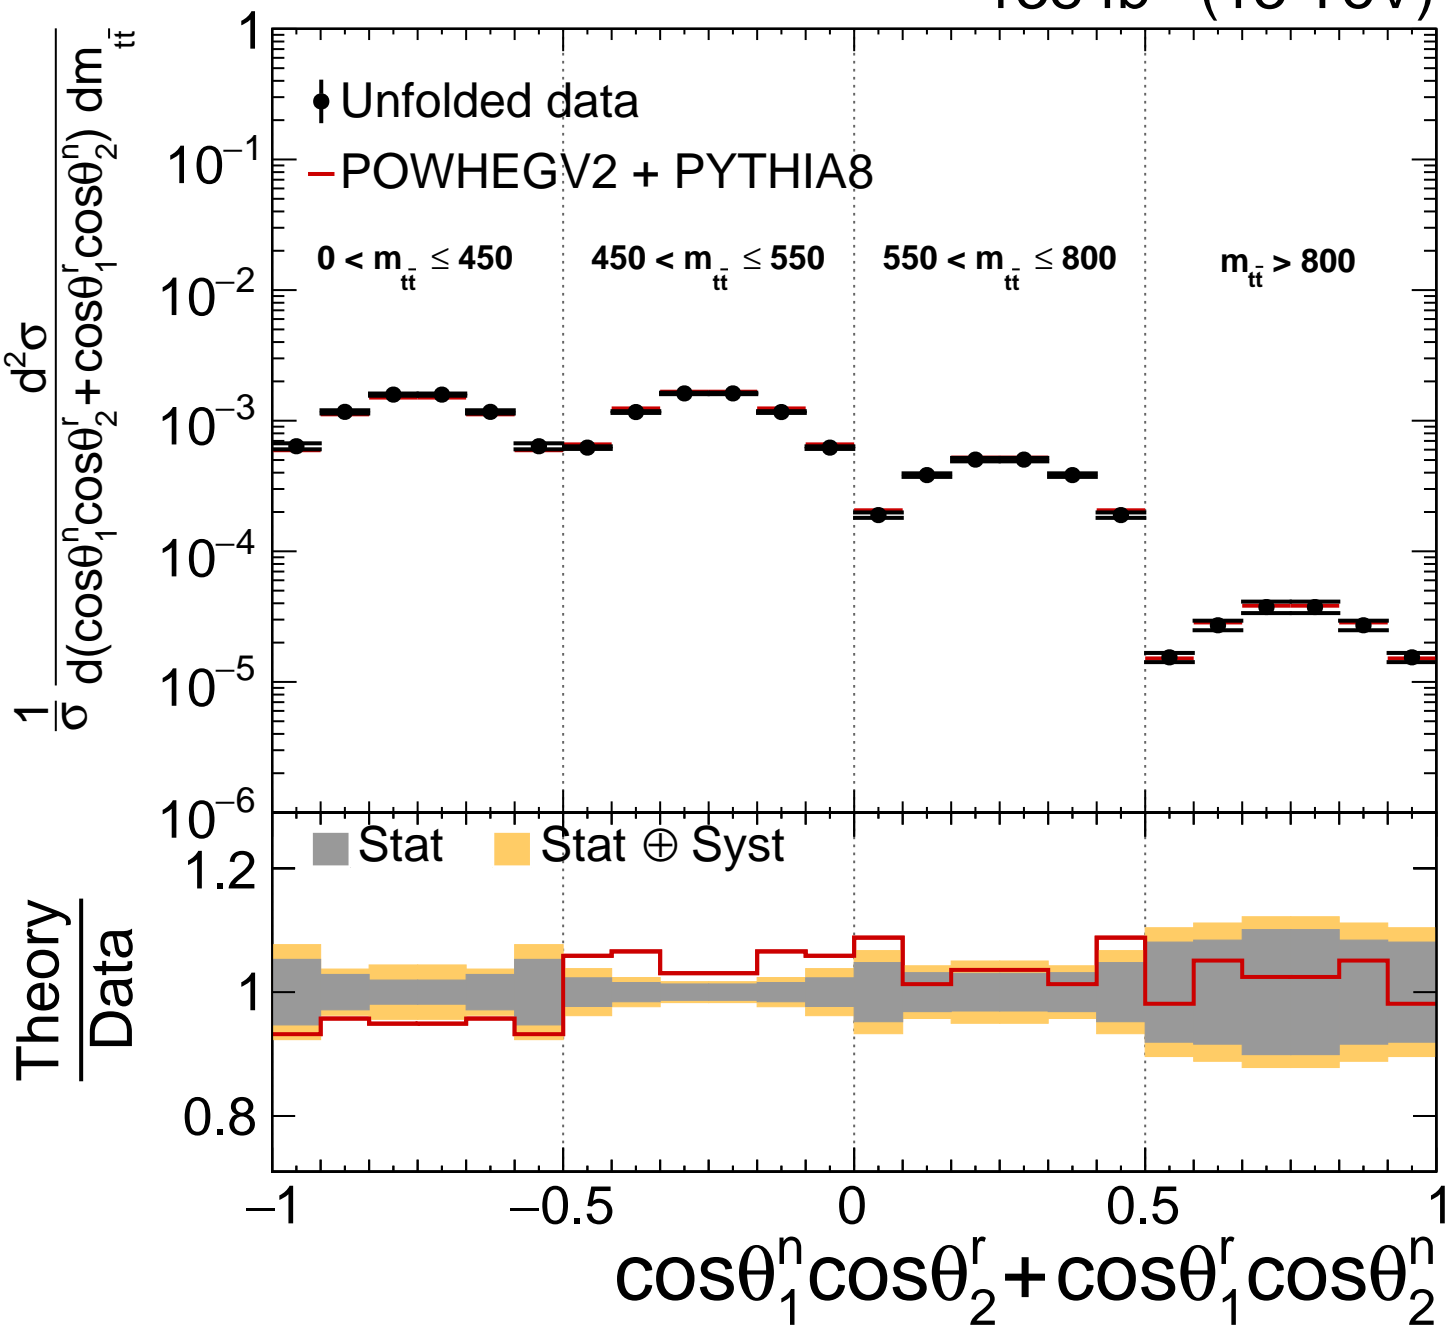 1
Unfolded data
10⁻¹
POWHEGV2 + PYTHIA8
0 < m_tt̄ ≤ 450
450 < m_tt̄ ≤ 550
550 < m_tt̄ ≤ 800
m_tt̄ > 800
10⁻²
10⁻³
10⁻⁴
10⁻⁵
10⁻⁶
1/σ d²σ / d(cosθ₁ⁿcosθ₂ʳ+cosθ₁ʳcosθ₂ⁿ) dm_tt̄
Stat
Stat ⊕ Syst
1.2
1
0.8
Theory
Data
−1
−0.5
0
0.5
1
cosθ₁ⁿcosθ₂ʳ+cosθ₁ʳcosθ₂ⁿ